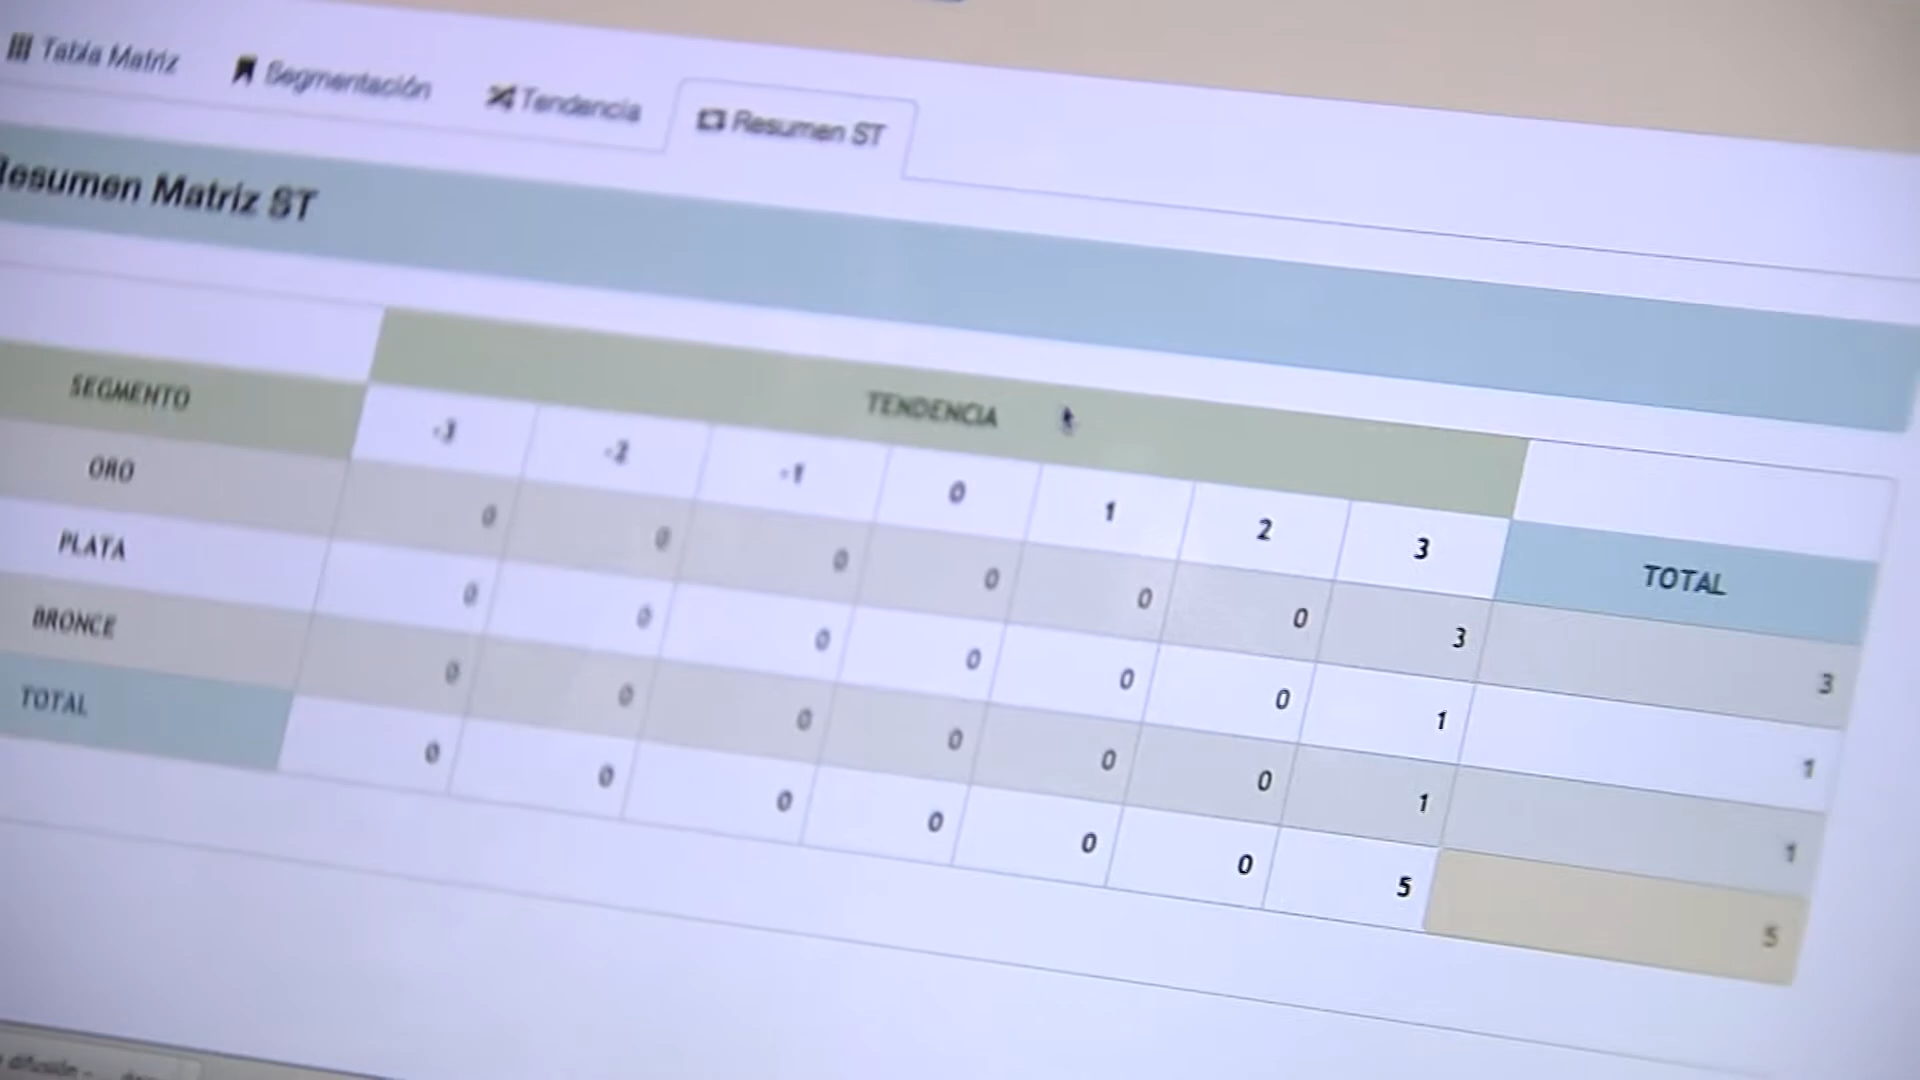 Tabla Matriz Segmentación Tendencia Resumen ST
Resumen Matriz ST
TENDENCIA
SEGMENTO -3 -2 -1 0 1 2 3 TOTAL
ORO 0 0 0 0 0 0 3 3
PLATA 0 0 0 0 0 0 1 1
BRONCE 0 0 0 0 0 0 1 1
TOTAL 0 0 0 0 0 0 5 5
difusión -